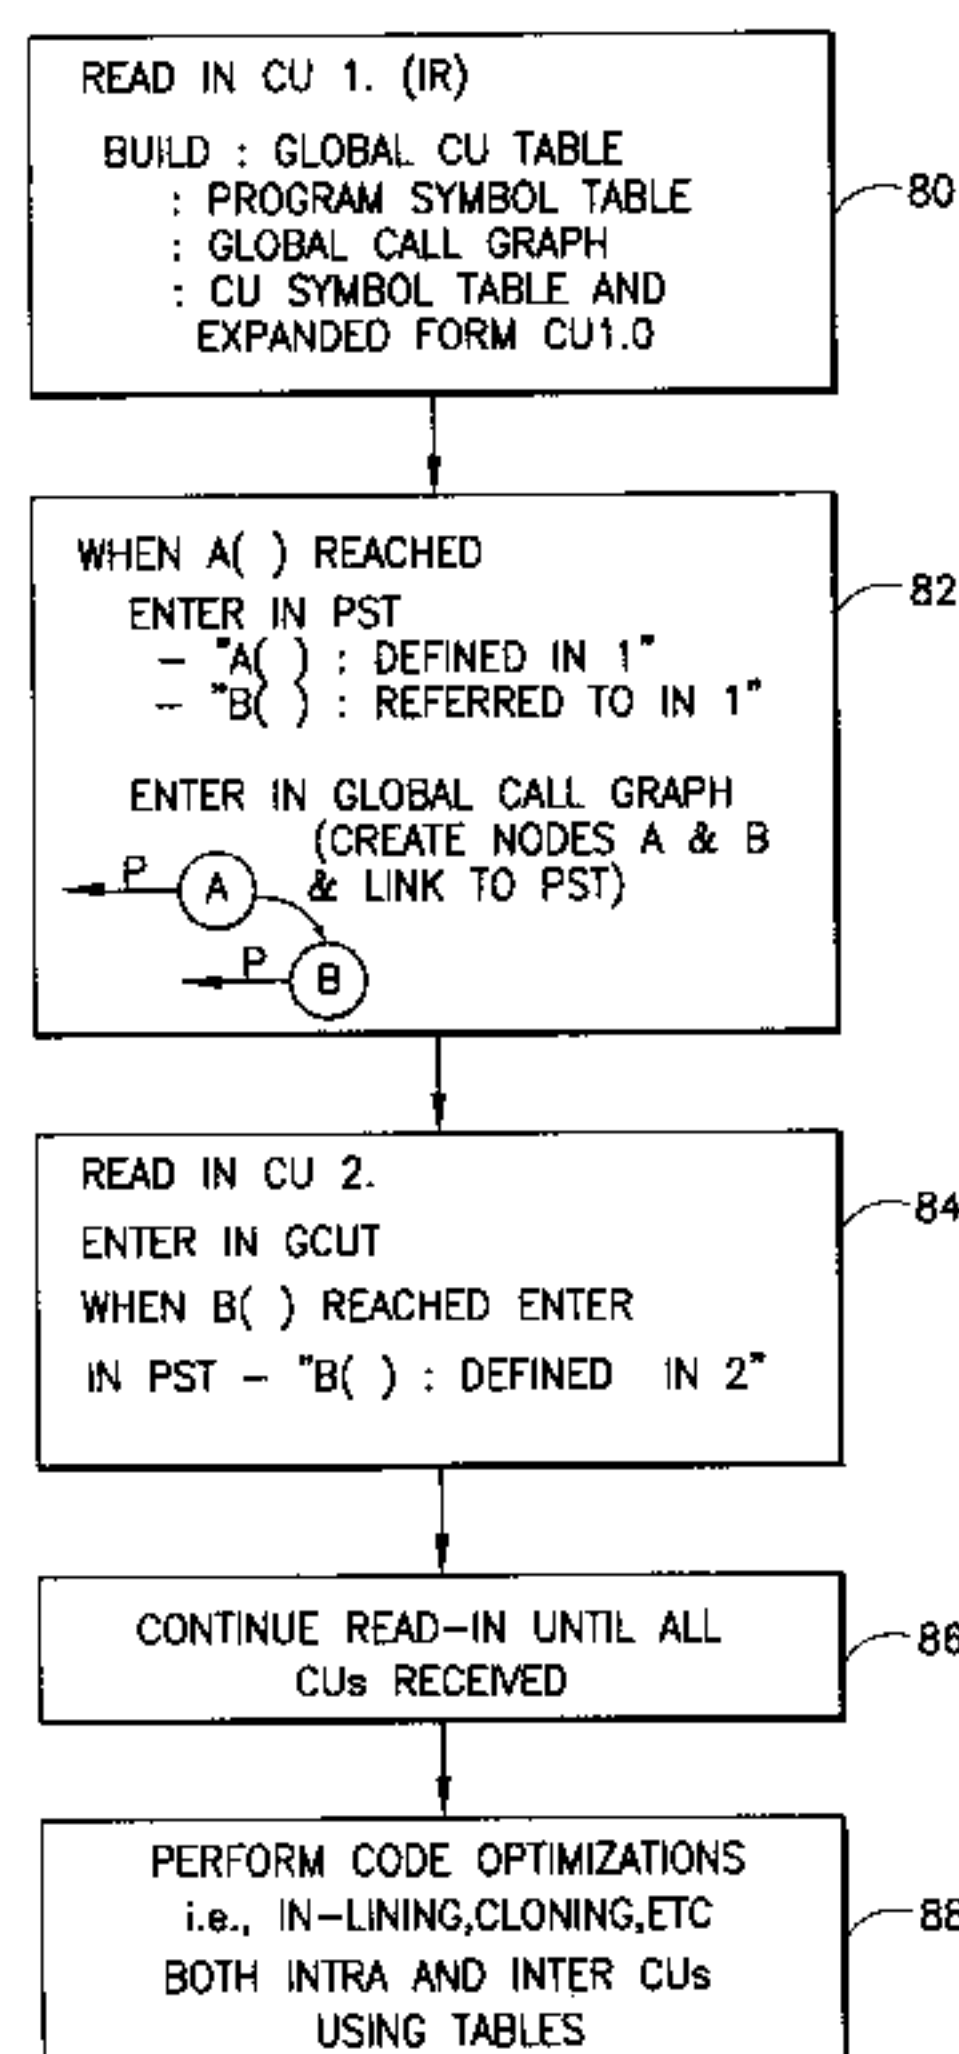 READ IN CU 1. (IR)
BUILD : GLOBAL CU TABLE
: PROGRAM SYMBOL TABLE
80
: GLOBAL CALL GRAPH
: CU SYMBOL TABLE AND
EXPANDED FORM CU1.0
WHEN A( ) REACHED
82
ENTER IN PST
- "A( ) : DEFINED IN 1"
- "B( ) : REFERRED TO IN 1"
ENTER IN GLOBAL CALL GRAPH
(CREATE NODES A & B
& LINK TO PST)
P
A
P
B
READ IN CU 2.
84
ENTER IN GCUT
WHEN B( ) REACHED ENTER
IN PST - "B( ) : DEFINED IN 2"
CONTINUE READ-IN UNTIL ALL
86
CUs RECEIVED
PERFORM CODE OPTIMIZATIONS
i.e., IN-LINING,CLONING,ETC
88
BOTH INTRA AND INTER CUs
USING TABLES